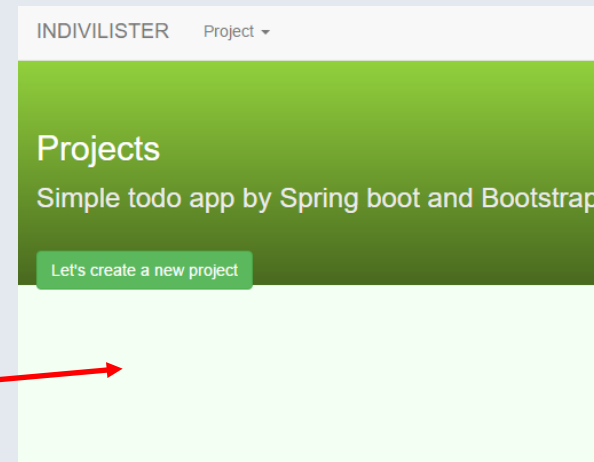 INDIVILISTER Project
Projects
Simple todo app by Spring boot and Bootstrap
Let's create a new project